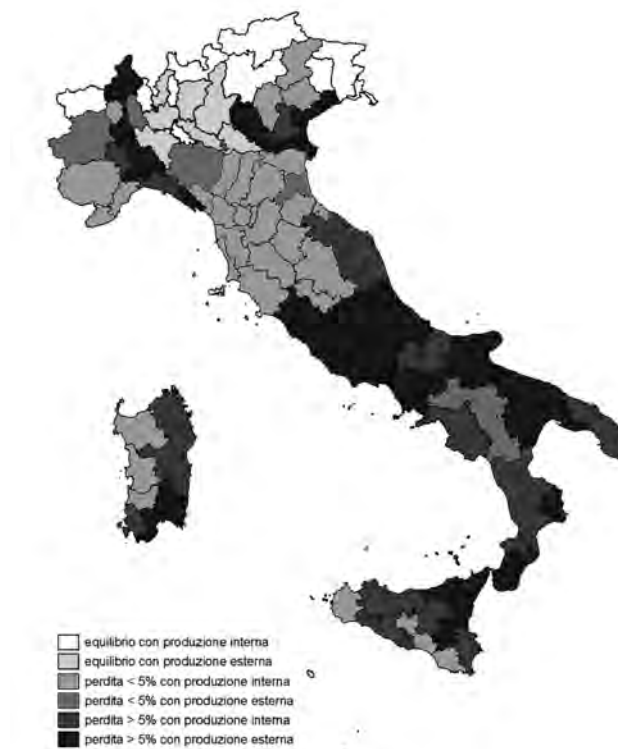 equilibrio con produzione interna
equilibrio con produzione esterna
perdita < 5% con produzione interna
perdita < 5% con produzione esterna
perdita > 5% con produzione interna
perdita > 5% con produzione esterna